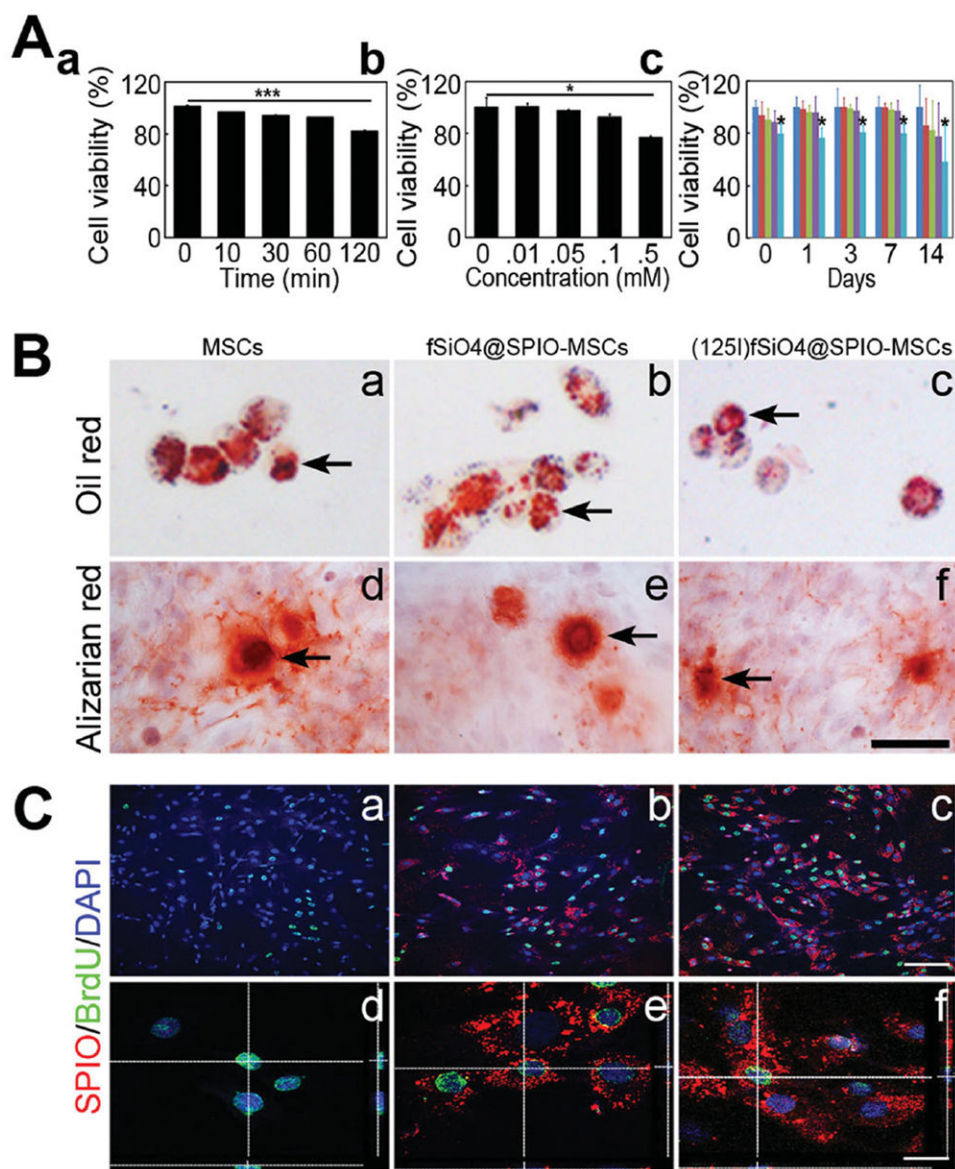 A
a
b
c
Cell viability (%)
120
80
40
0
0 10 30 60 120
Time (min)
***
Cell viability (%)
120
80
40
0
0 .01 .05 .1 .5
Concentration (mM)
*
Cell viability (%)
120
80
40
0
0 1 3 7 14
Days
* * * * *
B
MSCs
fSiO4@SPIO-MSCs
(125I)fSiO4@SPIO-MSCs
Oil red
a
b
c
Alizarian red
d
e
f
C
SPIO/BrdU/DAPI
a
b
c
d
e
f